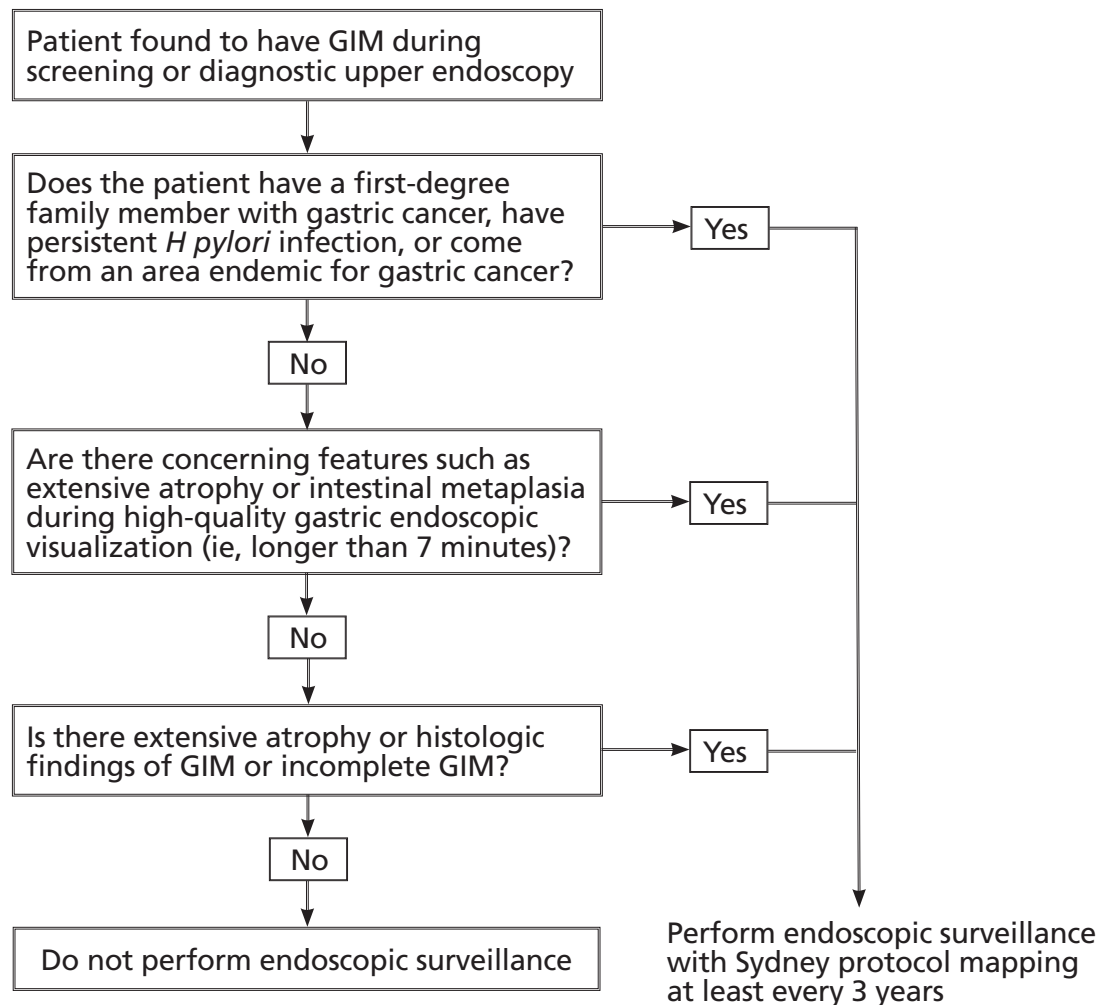 Patient found to have GIM during
screening or diagnostic upper endoscopy
Does the patient have a first-degree
family member with gastric cancer, have
persistent H pylori infection, or come
from an area endemic for gastric cancer?
Yes
No
Are there concerning features such as
extensive atrophy or intestinal metaplasia
during high-quality gastric endoscopic
visualization (ie, longer than 7 minutes)?
Yes
No
Is there extensive atrophy or histologic
findings of GIM or incomplete GIM?
Yes
No
Do not perform endoscopic surveillance
Perform endoscopic surveillance
with Sydney protocol mapping
at least every 3 years